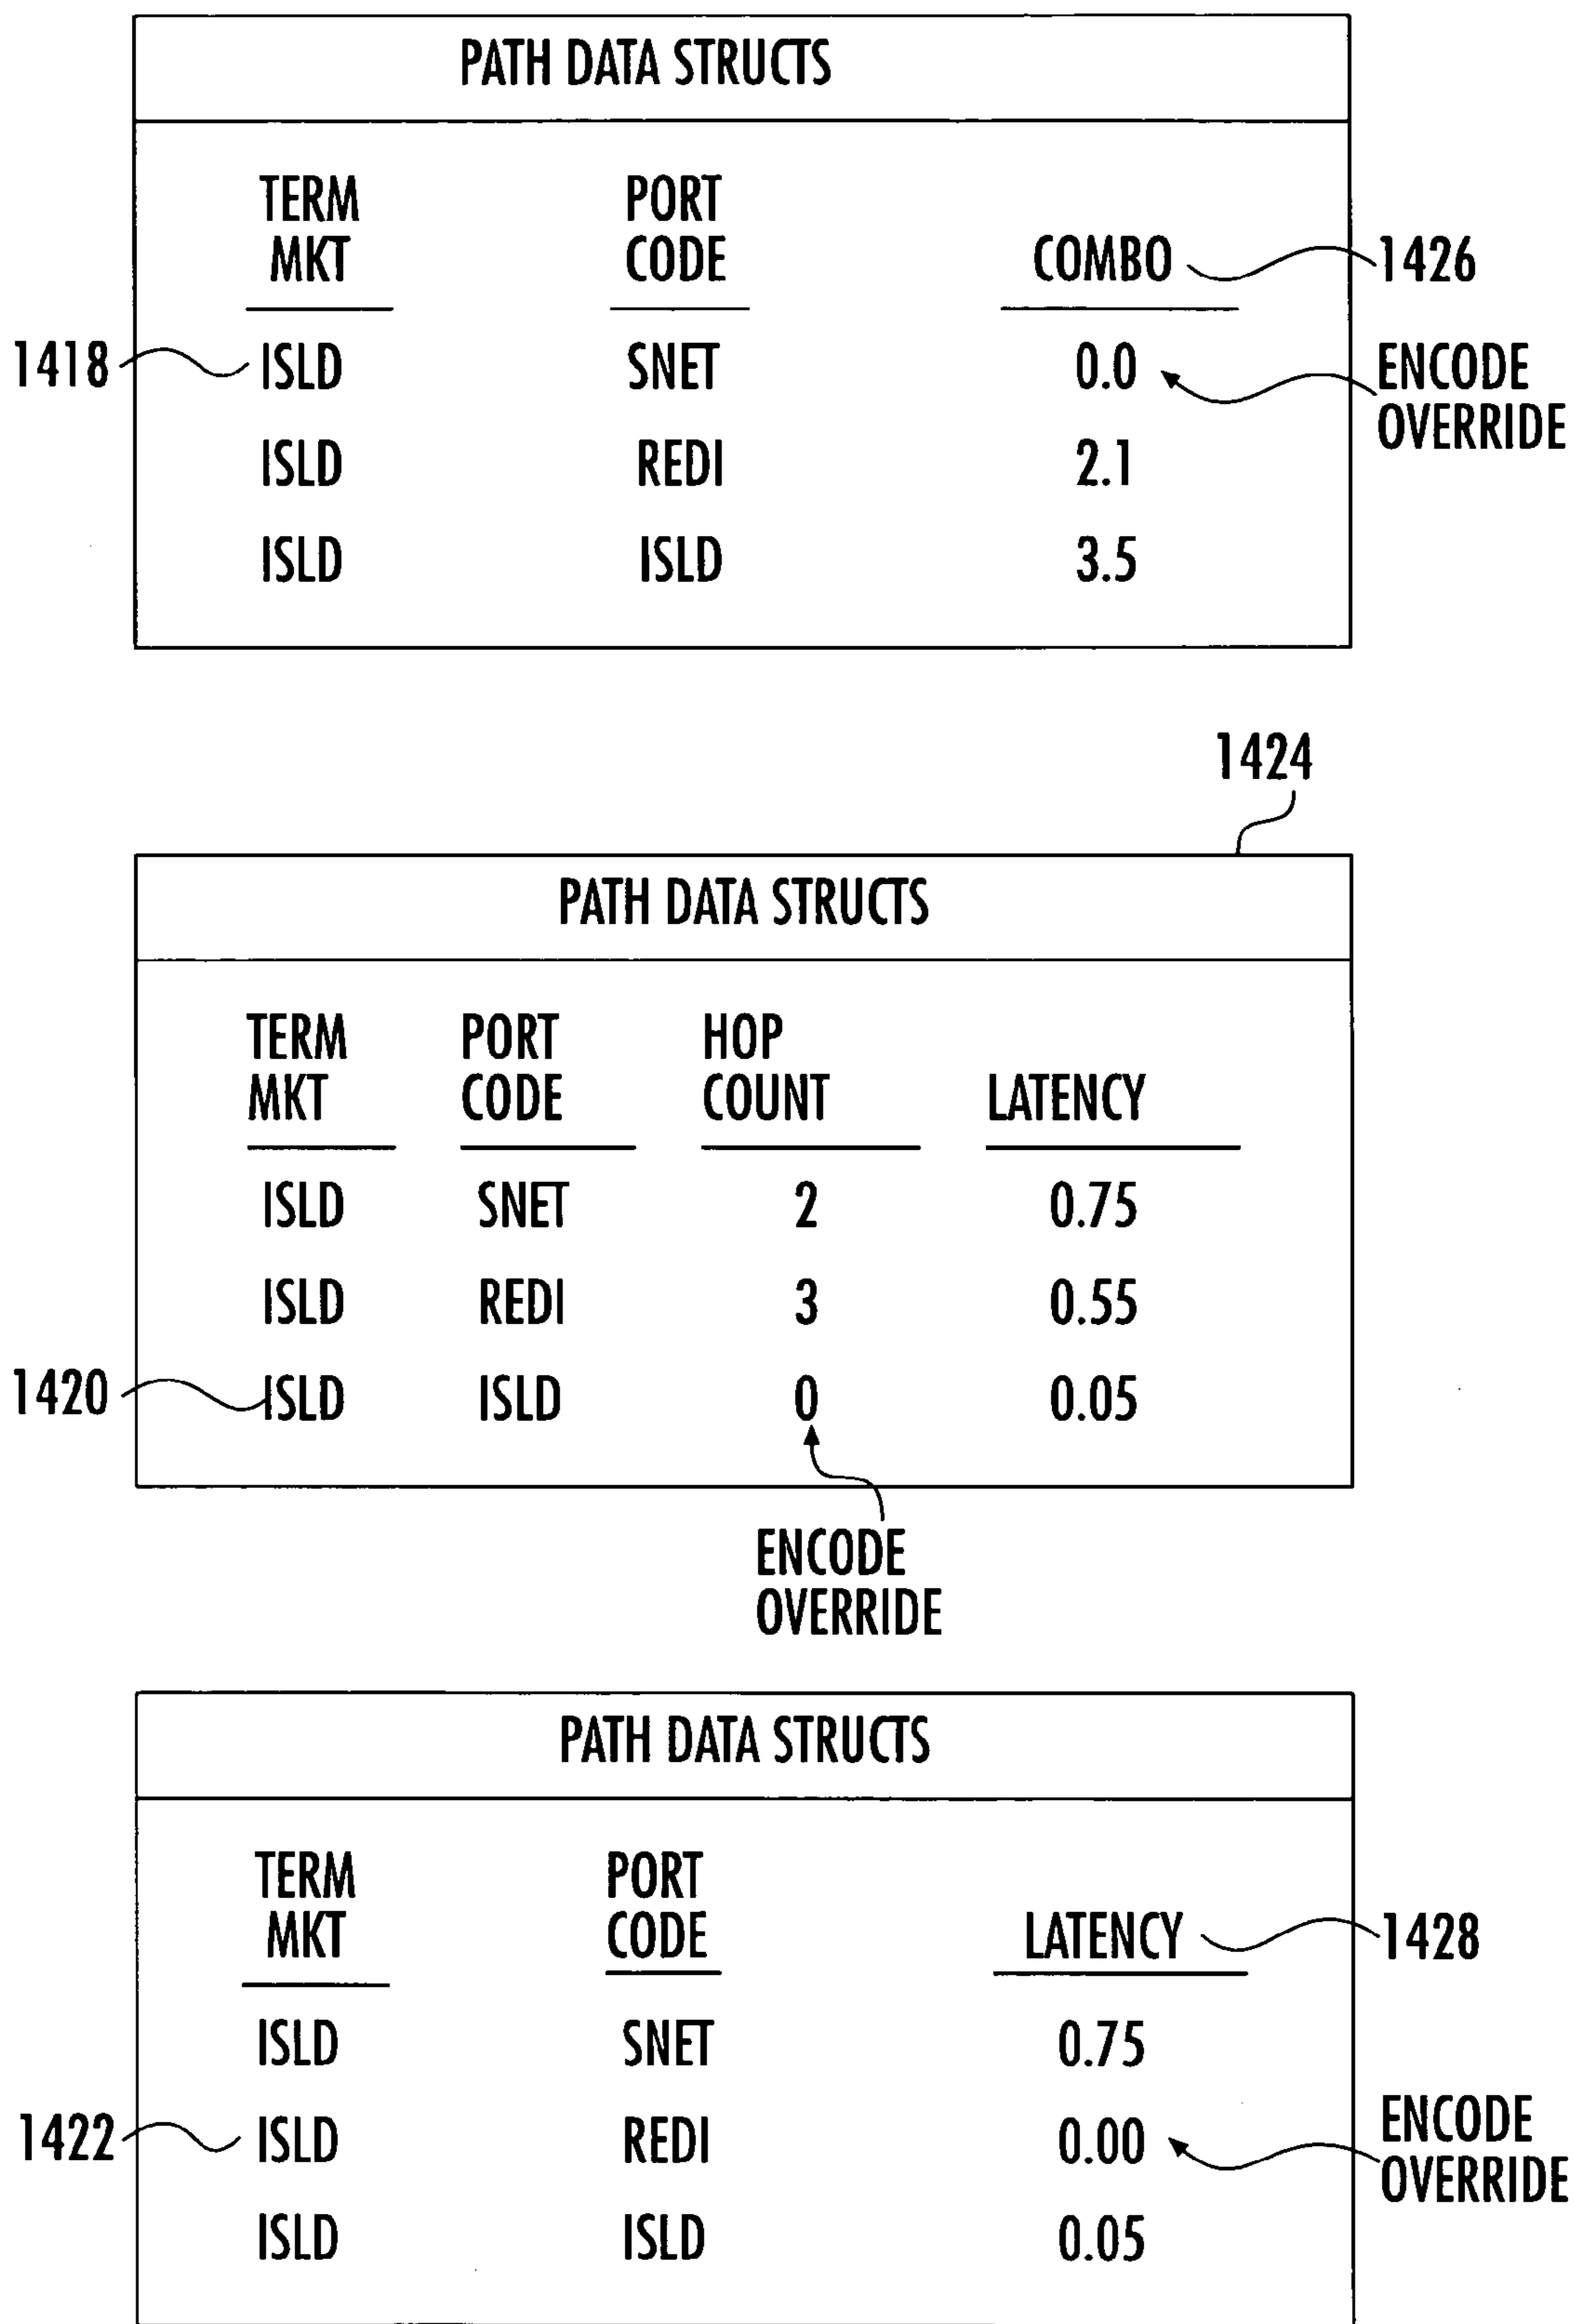 PATH DATA STRUCTS
TERM MKT
PORT CODE
COMBO
1426
1418
ISLD SNET 0.0
ENCODE OVERRIDE
ISLD REDI 2.1
ISLD ISLD 3.5
1424
PATH DATA STRUCTS
TERM MKT
PORT CODE
HOP COUNT
LATENCY
ISLD SNET 2 0.75
ISLD REDI 3 0.55
1420
ISLD ISLD 0 0.05
ENCODE
OVERRIDE
PATH DATA STRUCTS
TERM MKT
PORT CODE
LATENCY
1428
ISLD SNET 0.75
1422
ISLD REDI 0.00
ENCODE OVERRIDE
ISLD ISLD 0.05